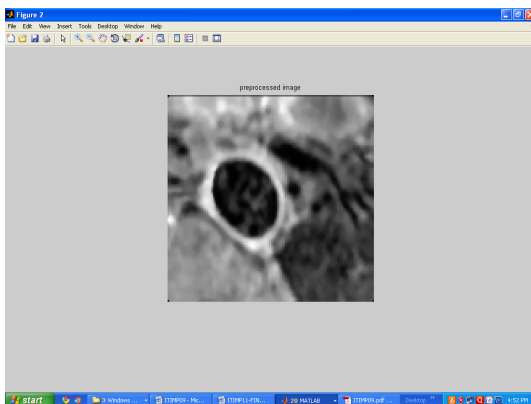 Figure 2
File Edit View Insert Tools Desktop Window Help
preprocessed image
start
3 Windows ...
ITIMP09 - Mic...
ITIMP11-FIN...
20 MATLAB
ITIMP09.pdf ...
Desktop
4:52 PM